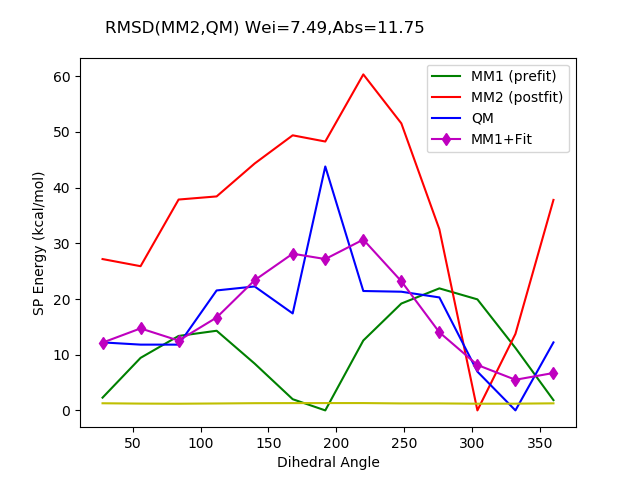 RMSD(MM2,QM) Wei=7.49,Abs=11.75
MM1 (prefit)
MM2 (postfit)
QM
MM1+Fit
SP Energy (kcal/mol)
60
50
40
30
20
10
0
50 100 150 200 250 300 350
Dihedral Angle